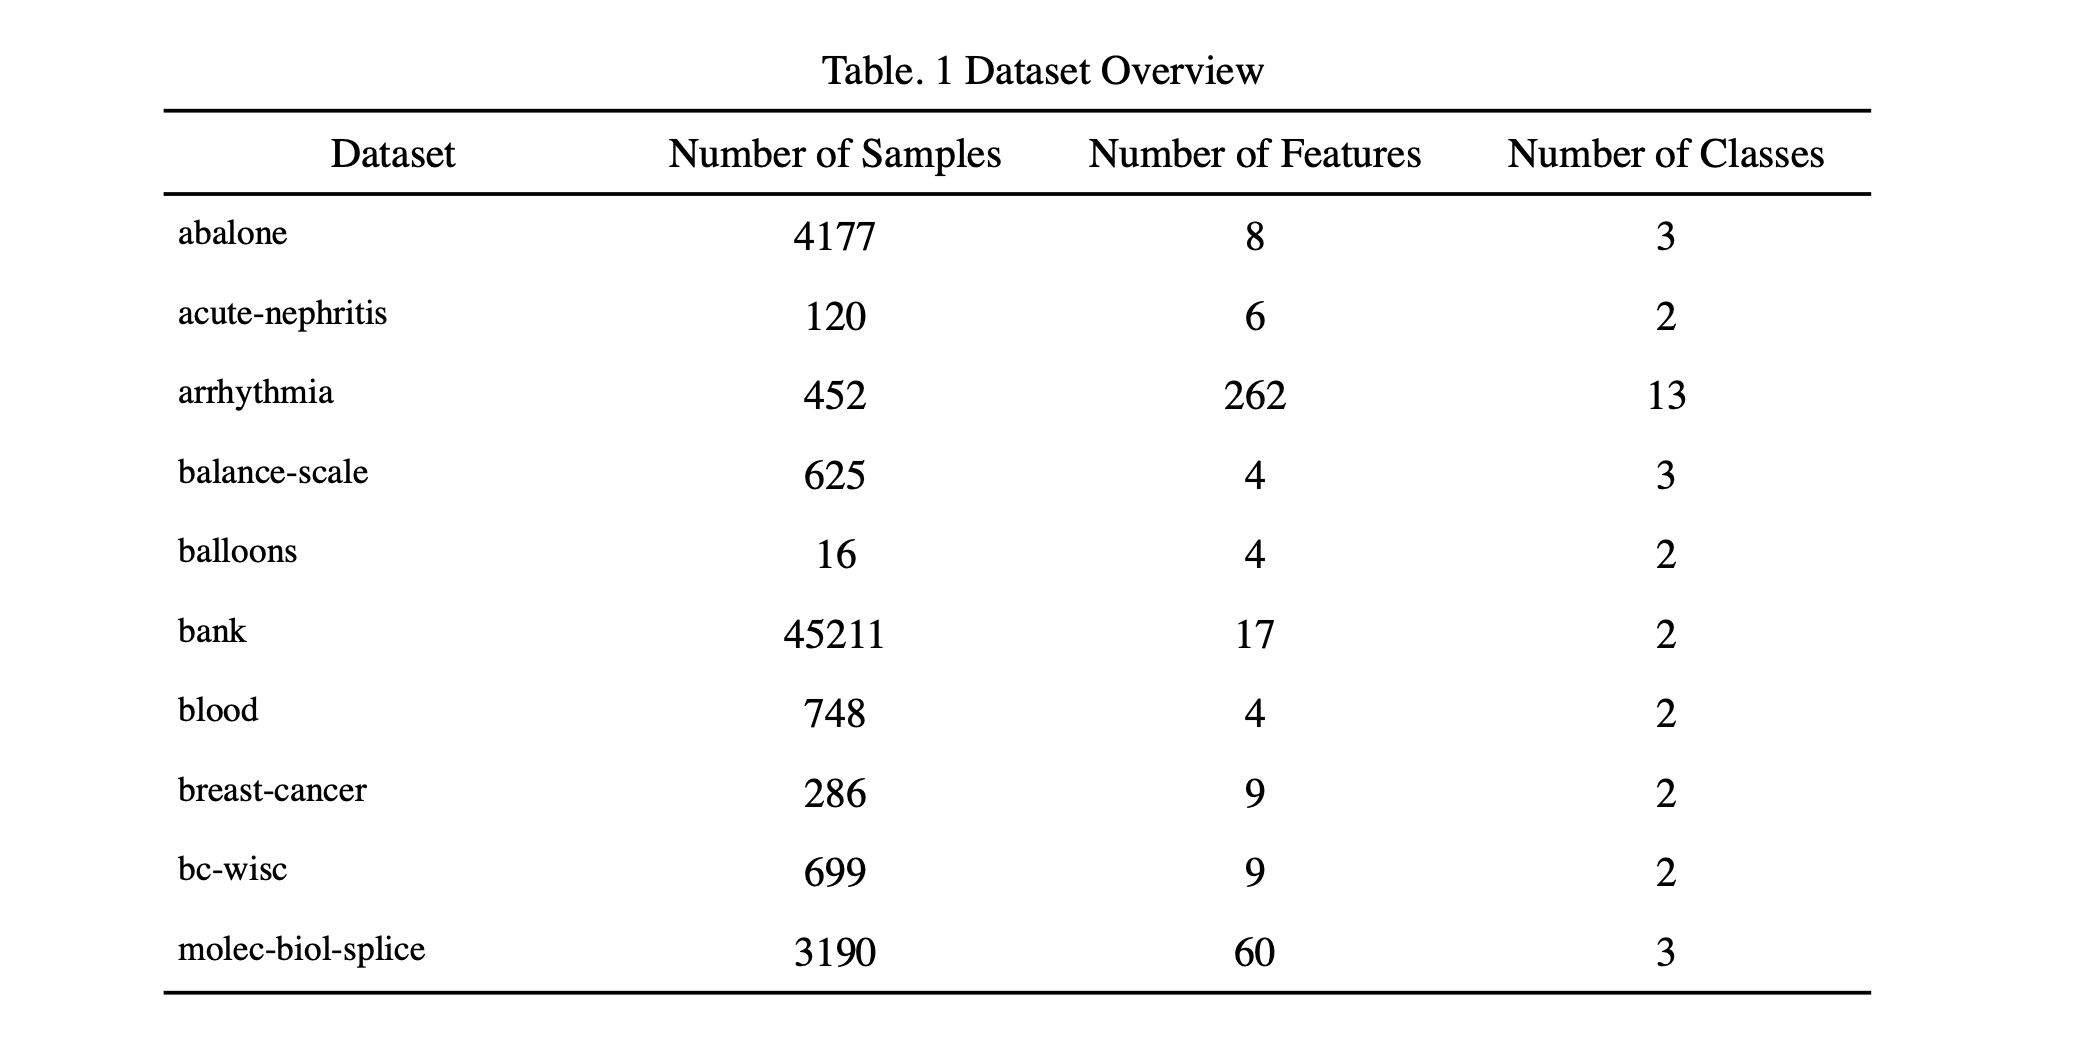 Table. 1 Dataset Overview
Dataset Number of Samples Number of Features Number of Classes
abalone 4177 8 3
acute-nephritis 120 6 2
arrhythmia 452 262 13
balance-scale 625 4 3
balloons 16 4 2
bank 45211 17 2
blood 748 4 2
breast-cancer 286 9 2
bc-wisc 699 9 2
molec-biol-splice 3190 60 3